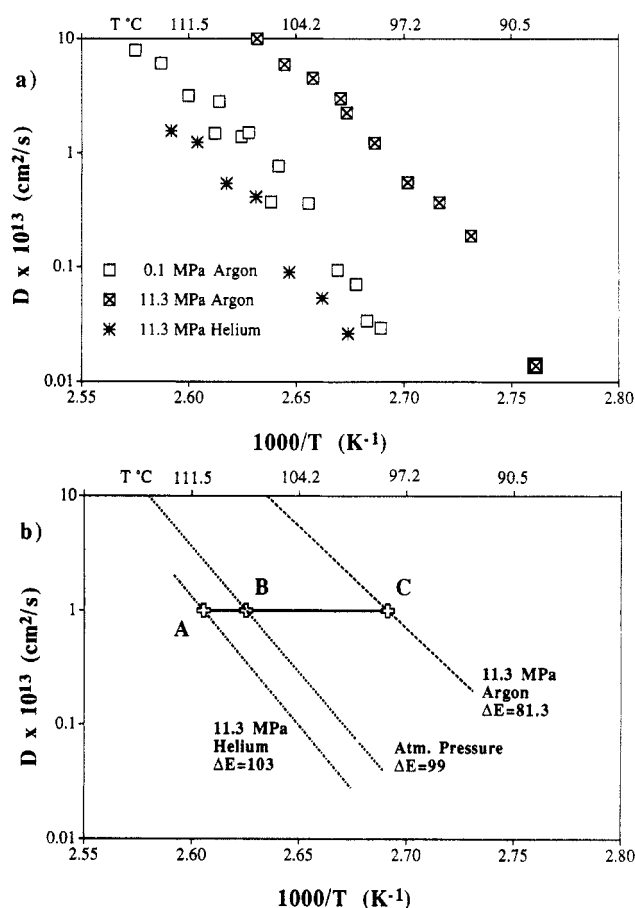 T °C 111.5 104.2 97.2 90.5
10
a)
1
D x 10¹³ (cm²/s)
0.1
□ 0.1 MPa Argon
⊠ 11.3 MPa Argon
✳ 11.3 MPa Helium
0.01
2.55 2.60 2.65 2.70 2.75 2.80
1000/T (K⁻¹)
T °C 111.5 104.2 97.2 90.5
10
b)
B C
1
A
D x 10¹³ (cm²/s)
11.3 MPa
Argon
ΔE=81.3
11.3 MPa
Helium
ΔE=103
Atm. Pressure
ΔE=99
0.1
0.01
2.55 2.60 2.65 2.70 2.75 2.80
1000/T (K⁻¹)